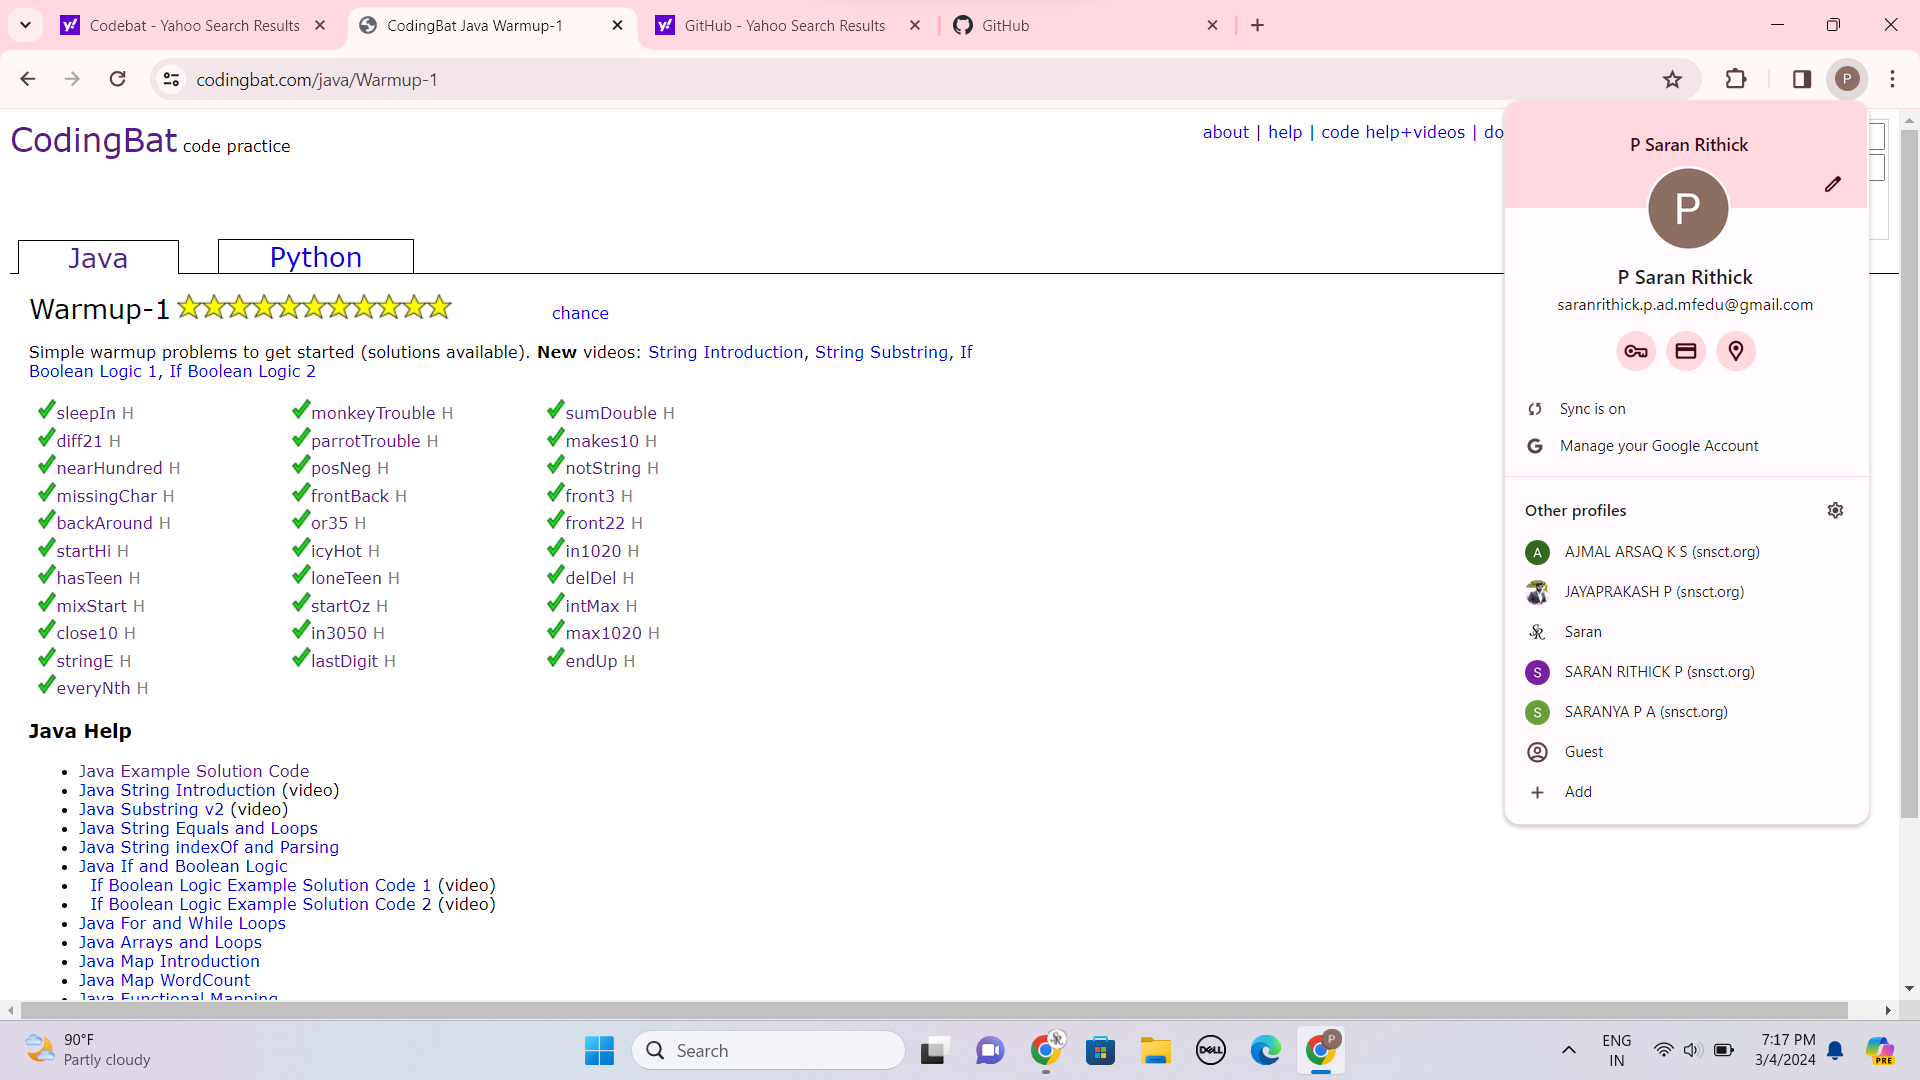 Codebat - Yahoo Search Results
CodingBat Java Warmup-1
GitHub - Yahoo Search Results
GitHub
codingbat.com/java/Warmup-1
P
CodingBat code practice
about | help | code help+videos | do
Java
Python
Warmup-1
chance
Simple warmup problems to get started (solutions available). New videos: String Introduction, String Substring, If
Boolean Logic 1, If Boolean Logic 2
sleepIn H monkeyTrouble H sumDouble H
diff21 H parrotTrouble H makes10 H
nearHundred H posNeg H notString H
missingChar H frontBack H front3 H
backAround H or35 H front22 H
startHi H icyHot H in1020 H
hasTeen H loneTeen H delDel H
mixStart H startOz H intMax H
close10 H in3050 H max1020 H
stringE H lastDigit H endUp H
everyNth H
Java Help
Java Example Solution Code
Java String Introduction (video)
Java Substring v2 (video)
Java String Equals and Loops
Java String indexOf and Parsing
Java If and Boolean Logic
If Boolean Logic Example Solution Code 1 (video)
If Boolean Logic Example Solution Code 2 (video)
Java For and While Loops
Java Arrays and Loops
Java Map Introduction
Java Map WordCount
Java Functional Mapping
P Saran Rithick
P
P Saran Rithick
saranrithick.p.ad.mfedu@gmail.com
Sync is on
G Manage your Google Account
Other profiles
A AJMAL ARSAQ K S (snsct.org)
JAYAPRAKASH P (snsct.org)
SR Saran
S SARAN RITHICK P (snsct.org)
S SARANYA P A (snsct.org)
Guest
Add
90°F
Partly cloudy
Search
SR
DELL
P
ENG
IN
7:17 PM
3/4/2024
PRE